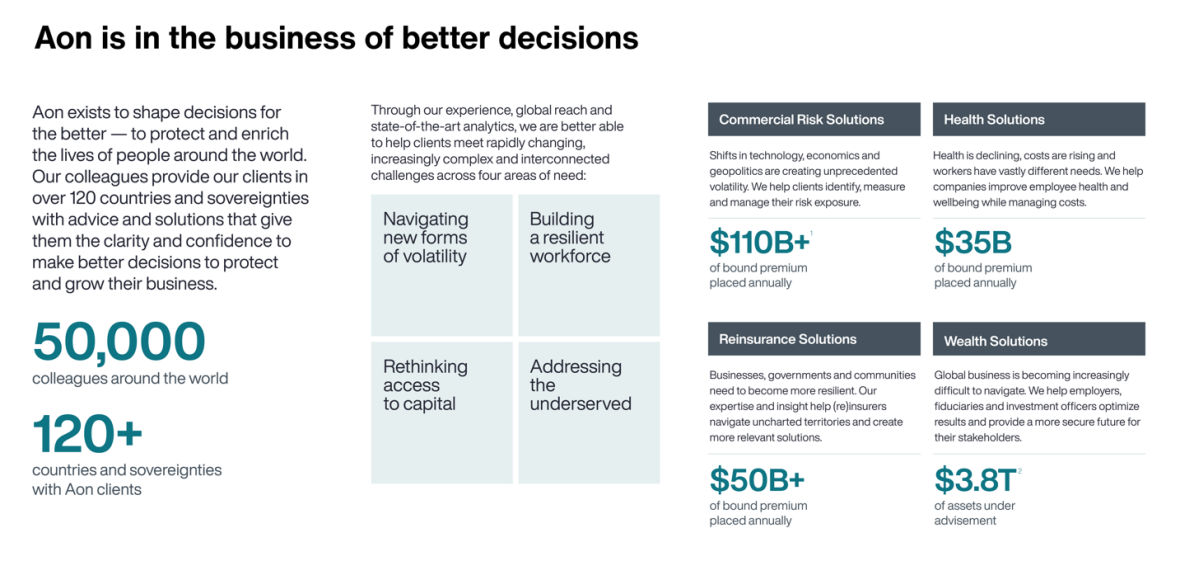 Aon is in the business of better decisions
Aon exists to shape decisions for
the better — to protect and enrich
the lives of people around the world.
Our colleagues provide our clients in
over 120 countries and sovereignties
with advice and solutions that give
them the clarity and confidence to
make better decisions to protect
and grow their business.
50,000
colleagues around the world
120+
countries and sovereignties
with Aon clients
Through our experience, global reach and
state-of-the-art analytics, we are better able
to help clients meet rapidly changing,
increasingly complex and interconnected
challenges across four areas of need:
Navigating
new forms
of volatility
Building
a resilient
workforce
Rethinking
access
to capital
Addressing
the
underserved
Commercial Risk Solutions
Shifts in technology, economics and
geopolitics are creating unprecedented
volatility. We help clients identify, measure
and manage their risk exposure.
$110B+¹
of bound premium
placed annually
Health Solutions
Health is declining, costs are rising and
workers have vastly different needs. We help
companies improve employee health and
wellbeing while managing costs.
$35B
of bound premium
placed annually
Reinsurance Solutions
Businesses, governments and communities
need to become more resilient. Our
expertise and insight help (re)insurers
navigate uncharted territories and create
more relevant solutions.
$50B+
of bound premium
placed annually
Wealth Solutions
Global business is becoming increasingly
difficult to navigate. We help employers,
fiduciaries and investment officers optimize
results and provide a more secure future for
their stakeholders.
$3.8T²
of assets under
advisement